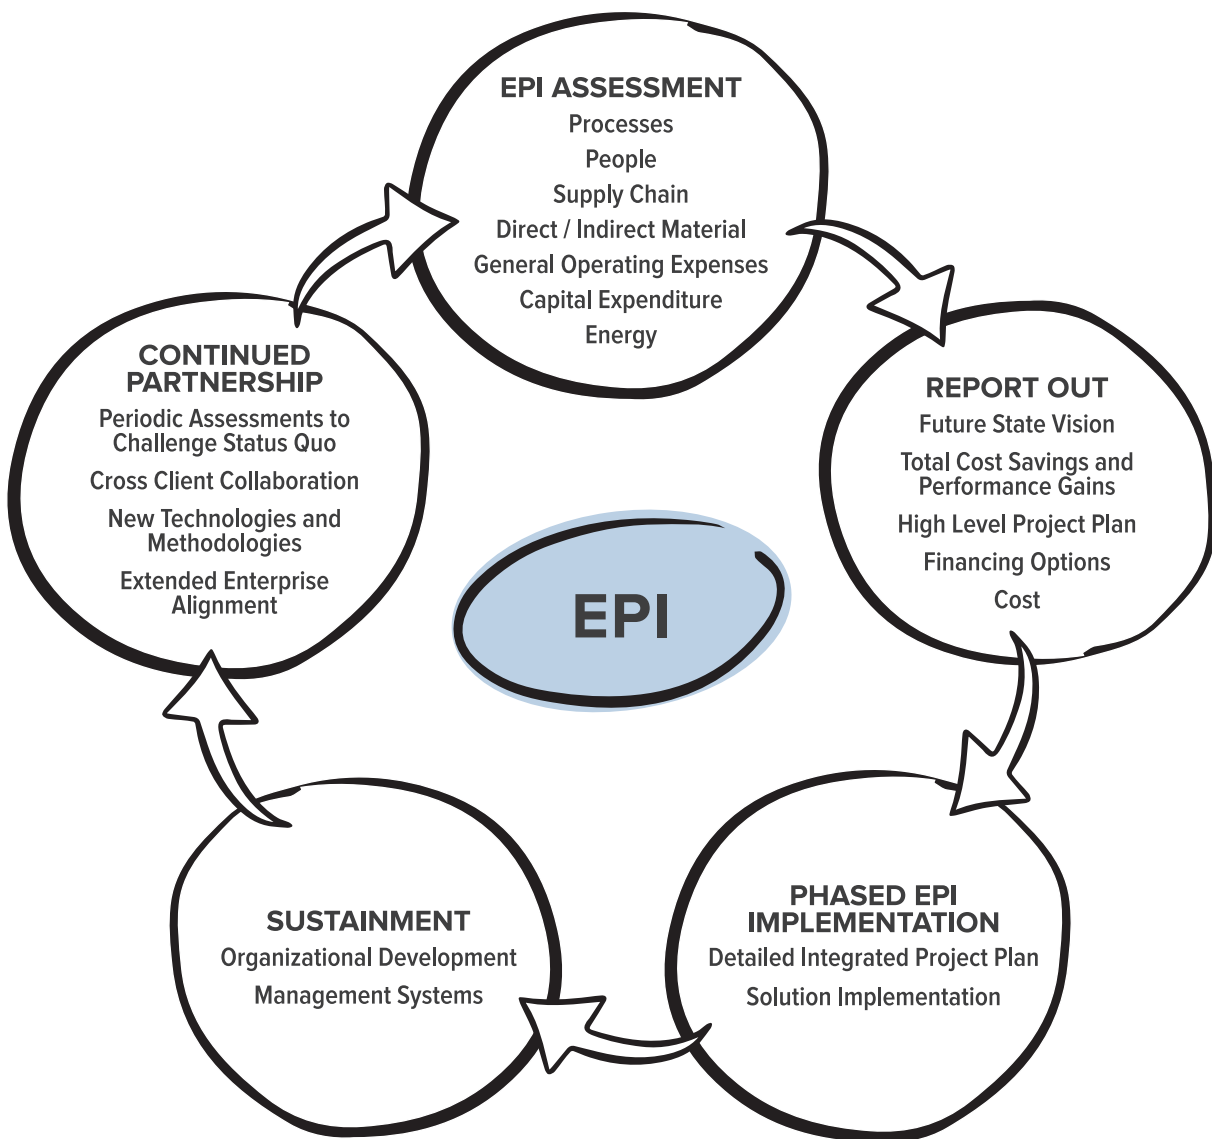 EPI ASSESSMENT
Processes
People
Supply Chain
Direct / Indirect Material
General Operating Expenses
Capital Expenditure
Energy
REPORT OUT
Future State Vision
Total Cost Savings and
Performance Gains
High Level Project Plan
Financing Options
Cost
PHASED EPI
IMPLEMENTATION
Detailed Integrated Project Plan
Solution Implementation
SUSTAINMENT
Organizational Development
Management Systems
CONTINUED
PARTNERSHIP
Periodic Assessments to
Challenge Status Quo
Cross Client Collaboration
New Technologies and
Methodologies
Extended Enterprise
Alignment
EPI